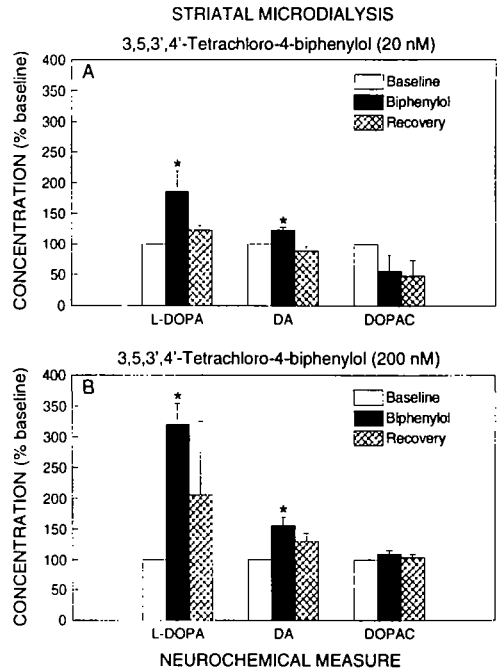 STRIATAL MICRODIALYSIS
3,5,3',4'-Tetrachloro-4-biphenylol (20 nM)
CONCENTRATION (% baseline)
400
350
300
250
200
150
100
50
0
A
Baseline
Biphenylol
Recovery
*
*
L-DOPA DA DOPAC
3,5,3',4'-Tetrachloro-4-biphenylol (200 nM)
CONCENTRATION (% baseline)
400
350
300
250
200
150
100
50
0
B
Baseline
Biphenylol
Recovery
*
*
L-DOPA DA DOPAC
NEUROCHEMICAL MEASURE